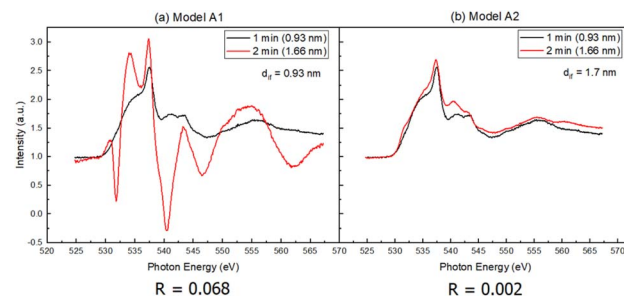 (a) Model A1
(b) Model A2
1 min (0.93 nm)
2 min (1.66 nm)
1 min (0.93 nm)
2 min (1.66 nm)
d_if = 0.93 nm
d_if = 1.7 nm
Intensity (a.u.)
3.0
2.5
2.0
1.5
1.0
0.5
0.0
-0.5
520 525 530 535 540 545 550 555 560 565 570
520 525 530 535 540 545 550 555 560 565 570
Photon Energy (eV)
Photon Energy (eV)
R = 0.068
R = 0.002